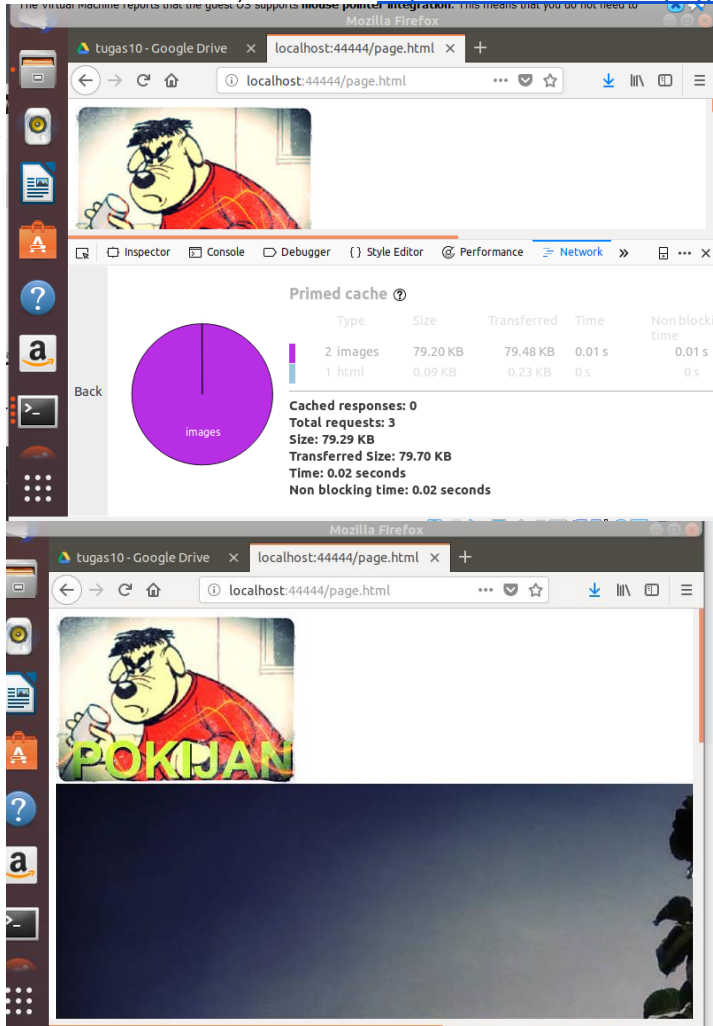 The Virtual Machine reports that the guest OS supports mouse pointer integration. This means that you do not need to
Mozilla Firefox
tugas10 - Google Drive
localhost:44444/page.html
localhost:44444/page.html
Inspector Console Debugger { } Style Editor Performance Network
Primed cache
Type Size Transferred Time Non blocki
time
2 images 79.20 KB 79.48 KB 0.01 s 0.01 s
1 html 0.09 KB 0.23 KB 0 s 0 s
Back
images
Cached responses: 0
Total requests: 3
Size: 79.29 KB
Transferred Size: 79.70 KB
Time: 0.02 seconds
Non blocking time: 0.02 seconds
Mozilla Firefox
tugas10 - Google Drive
localhost:44444/page.html
localhost:44444/page.html
POKIJAN